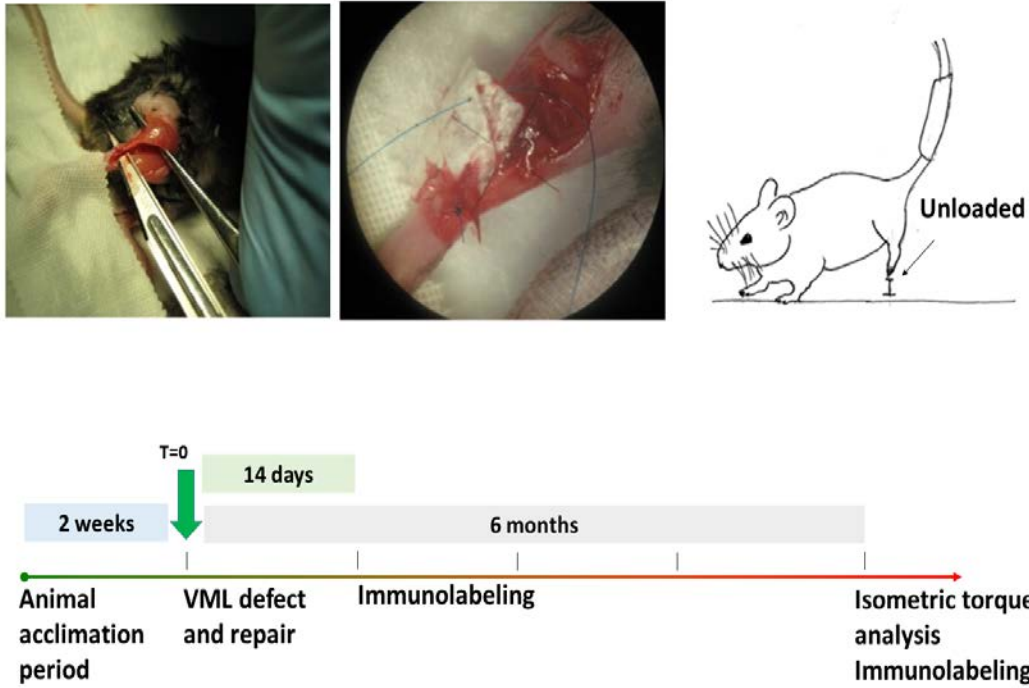 Unloaded
T=0
14 days
2 weeks
6 months
Animal
acclimation
period
VML defect
and repair
Immunolabeling
Isometric torque
analysis
Immunolabeling